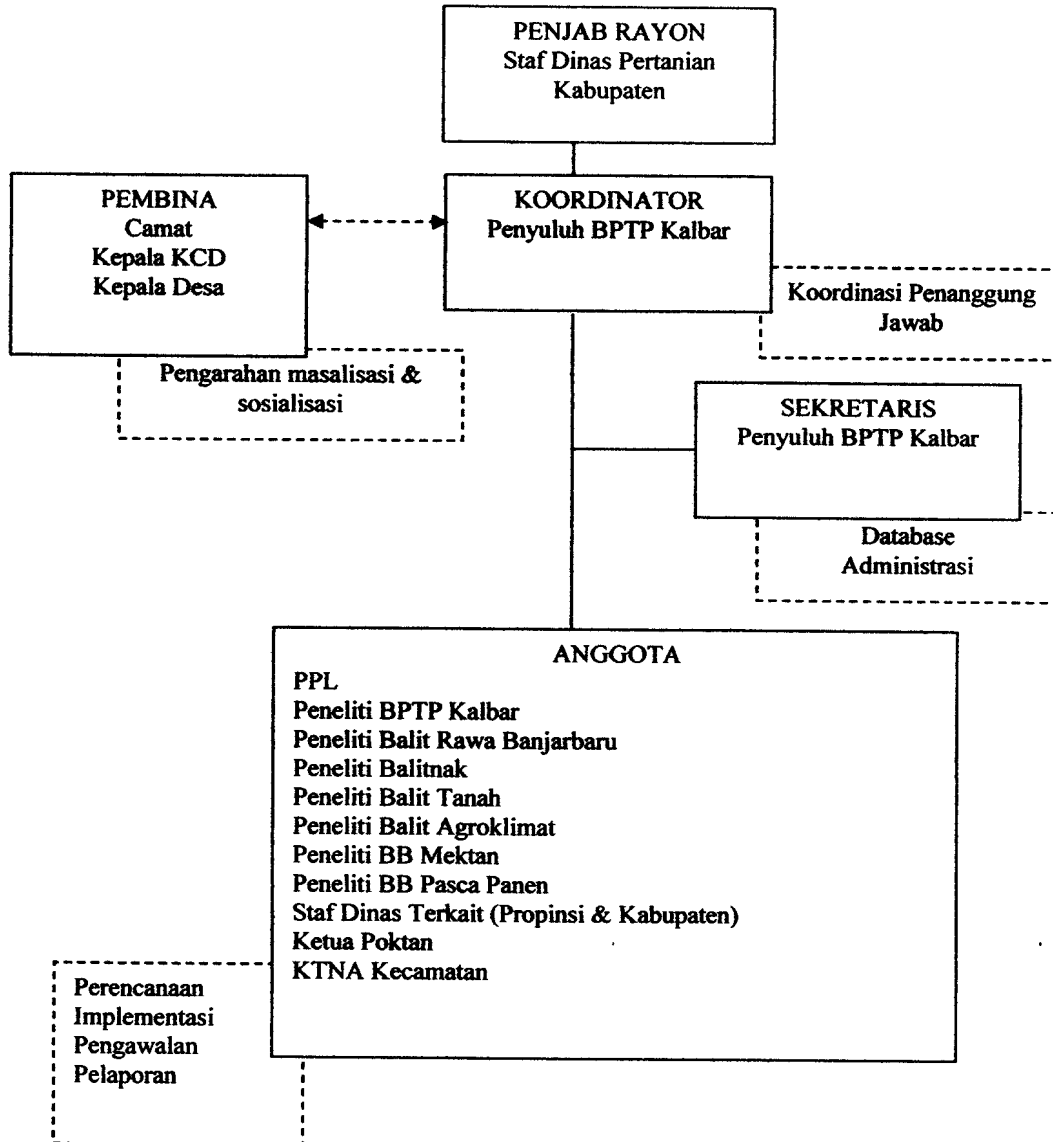 PENJAB RAYON
Staf Dinas Pertanian
Kabupaten
PEMBINA
Camat
Kepala KCD
Kepala Desa
KOORDINATOR
Penyuluh BPTP Kalbar
Koordinasi Penanggung
Jawab
Pengarahan masalisasi &
sosialisasi
SEKRETARIS
Penyuluh BPTP Kalbar
Database
Administrasi
ANGGOTA
PPL
Peneliti BPTP Kalbar
Peneliti Balit Rawa Banjarbaru
Peneliti Balitnak
Peneliti Balit Tanah
Peneliti Balit Agroklimat
Peneliti BB Mektan
Peneliti BB Pasca Panen
Staf Dinas Terkait (Propinsi & Kabupaten)
Ketua Poktan
KTNA Kecamatan
Perencanaan
Implementasi
Pengawalan
Pelaporan